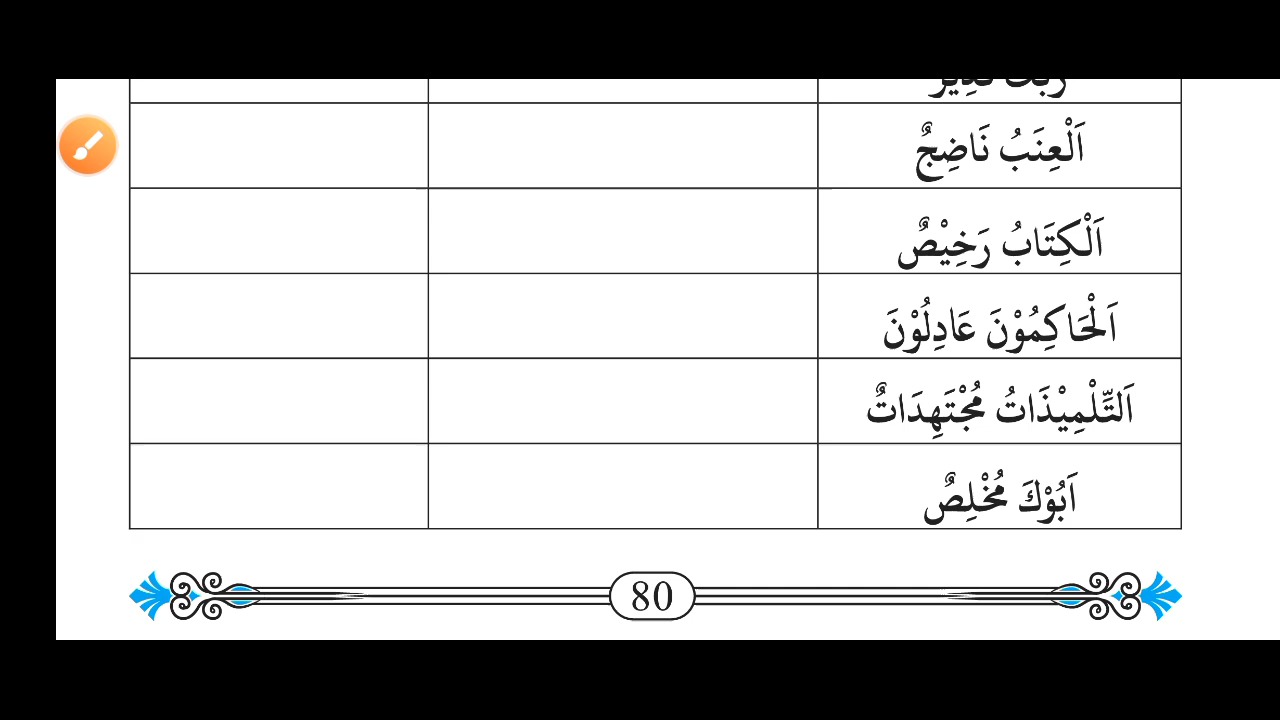 اَلْعِنَبُ نَاضِجٌ
اَلْكِتَابُ رَخِيْصٌ
اَلْحَاكِمُوْنَ عَادِلُوْنَ
اَلتِّلْمِيْذَاتُ مُجْتَهِدَاتٌ
اَبُوْكَ مُخْلِصٌ
80